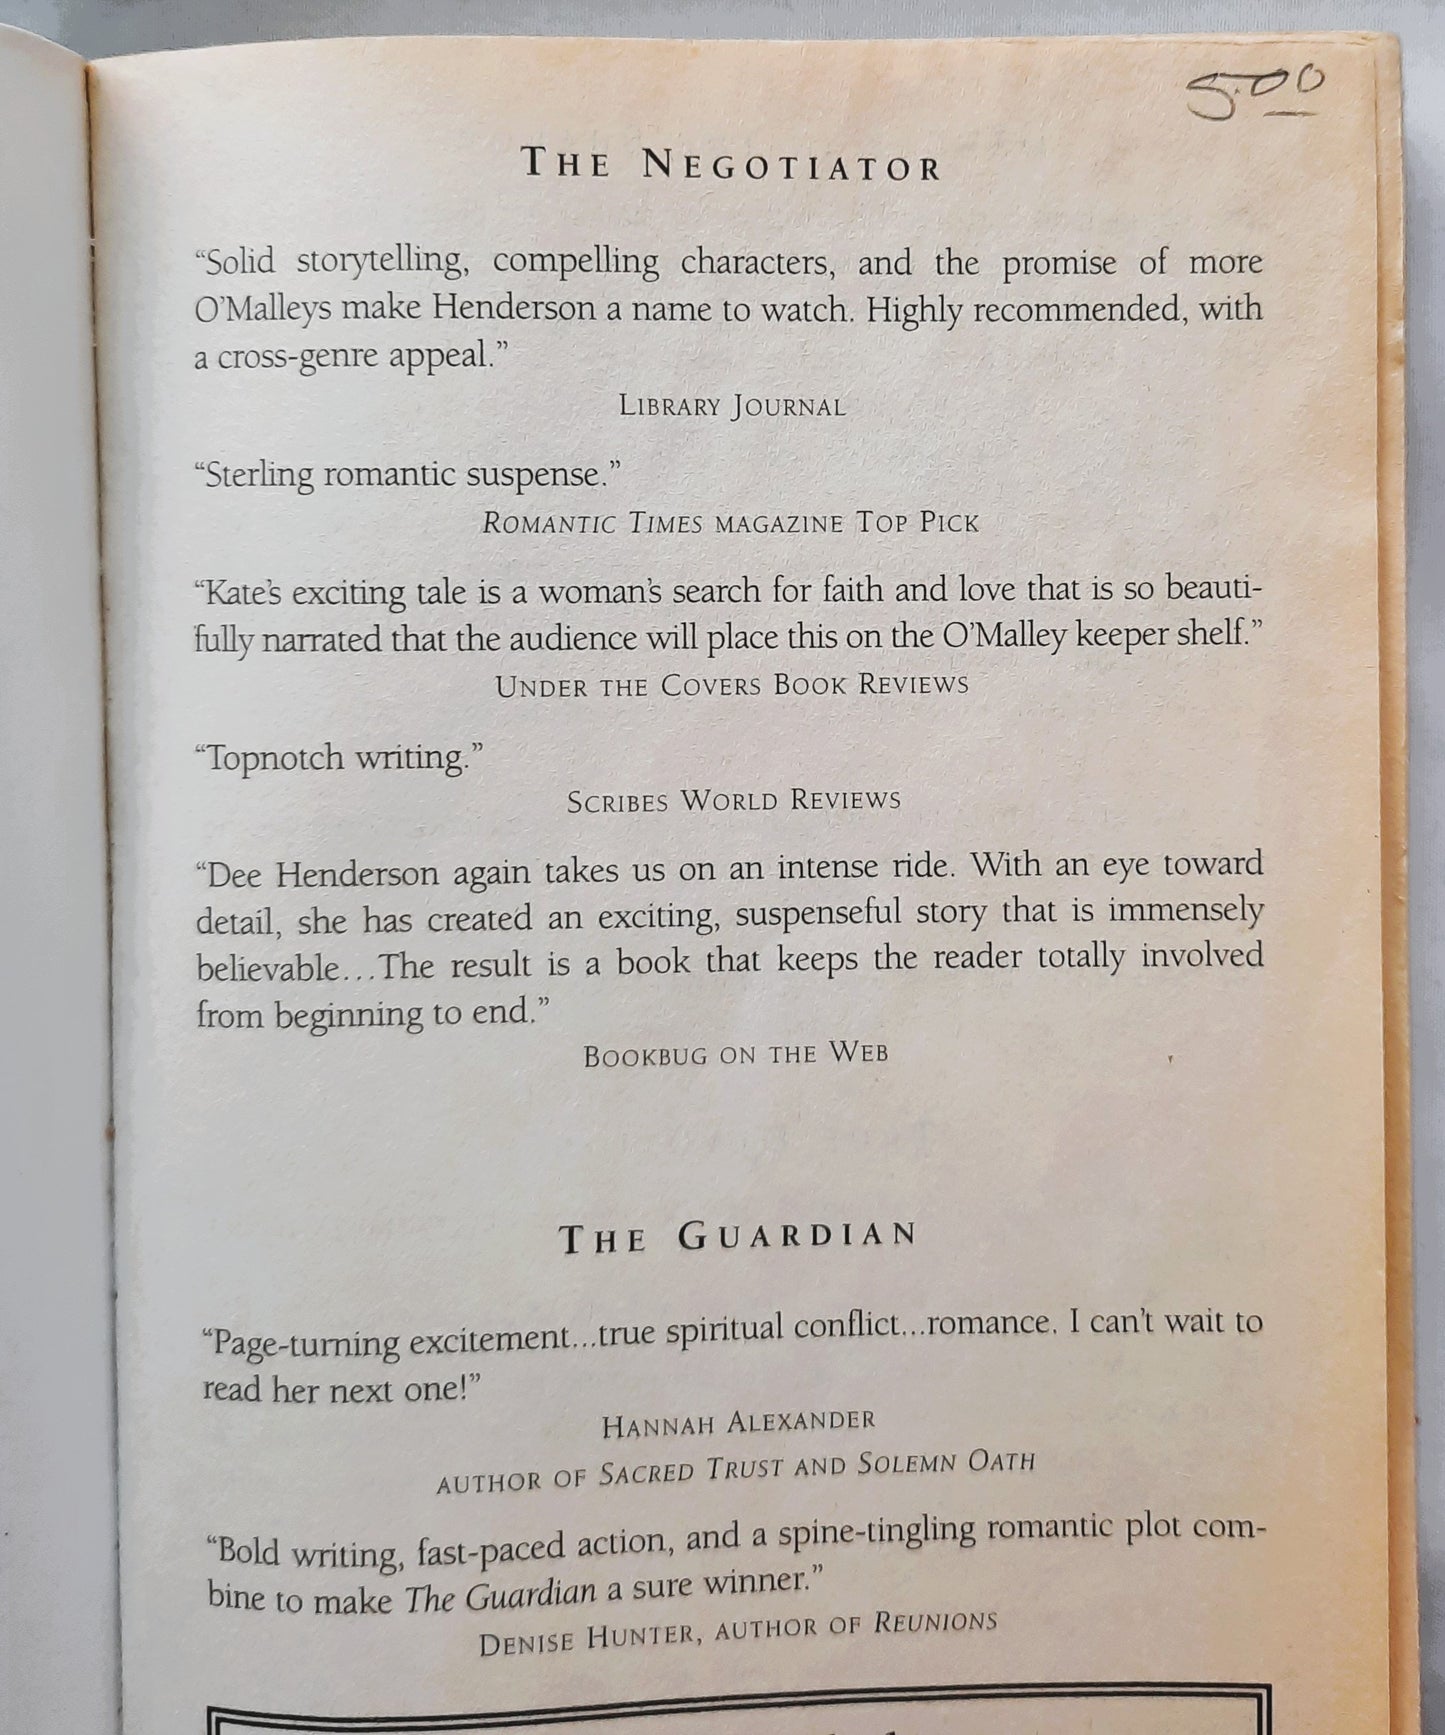 5.00
THE NEGOTIATOR
“Solid storytelling, compelling characters, and the promise of more
O’Malleys make Henderson a name to watch. Highly recommended, with
a cross-genre appeal.”
LIBRARY JOURNAL
“Sterling romantic suspense.”
ROMANTIC TIMES MAGAZINE TOP PICK
“Kate’s exciting tale is a woman’s search for faith and love that is so beauti-
fully narrated that the audience will place this on the O’Malley keeper shelf.”
UNDER THE COVERS BOOK REVIEWS
“Topnotch writing.”
SCRIBES WORLD REVIEWS
“Dee Henderson again takes us on an intense ride. With an eye toward
detail, she has created an exciting, suspenseful story that is immensely
believable…The result is a book that keeps the reader totally involved
from beginning to end.”
BOOKBUG ON THE WEB
THE GUARDIAN
“Page-turning excitement…true spiritual conflict…romance. I can’t wait to
read her next one!”
HANNAH ALEXANDER
AUTHOR OF SACRED TRUST AND SOLEMN OATH
“Bold writing, fast-paced action, and a spine-tingling romantic plot com-
bine to make The Guardian a sure winner.”
DENISE HUNTER, AUTHOR OF REUNIONS